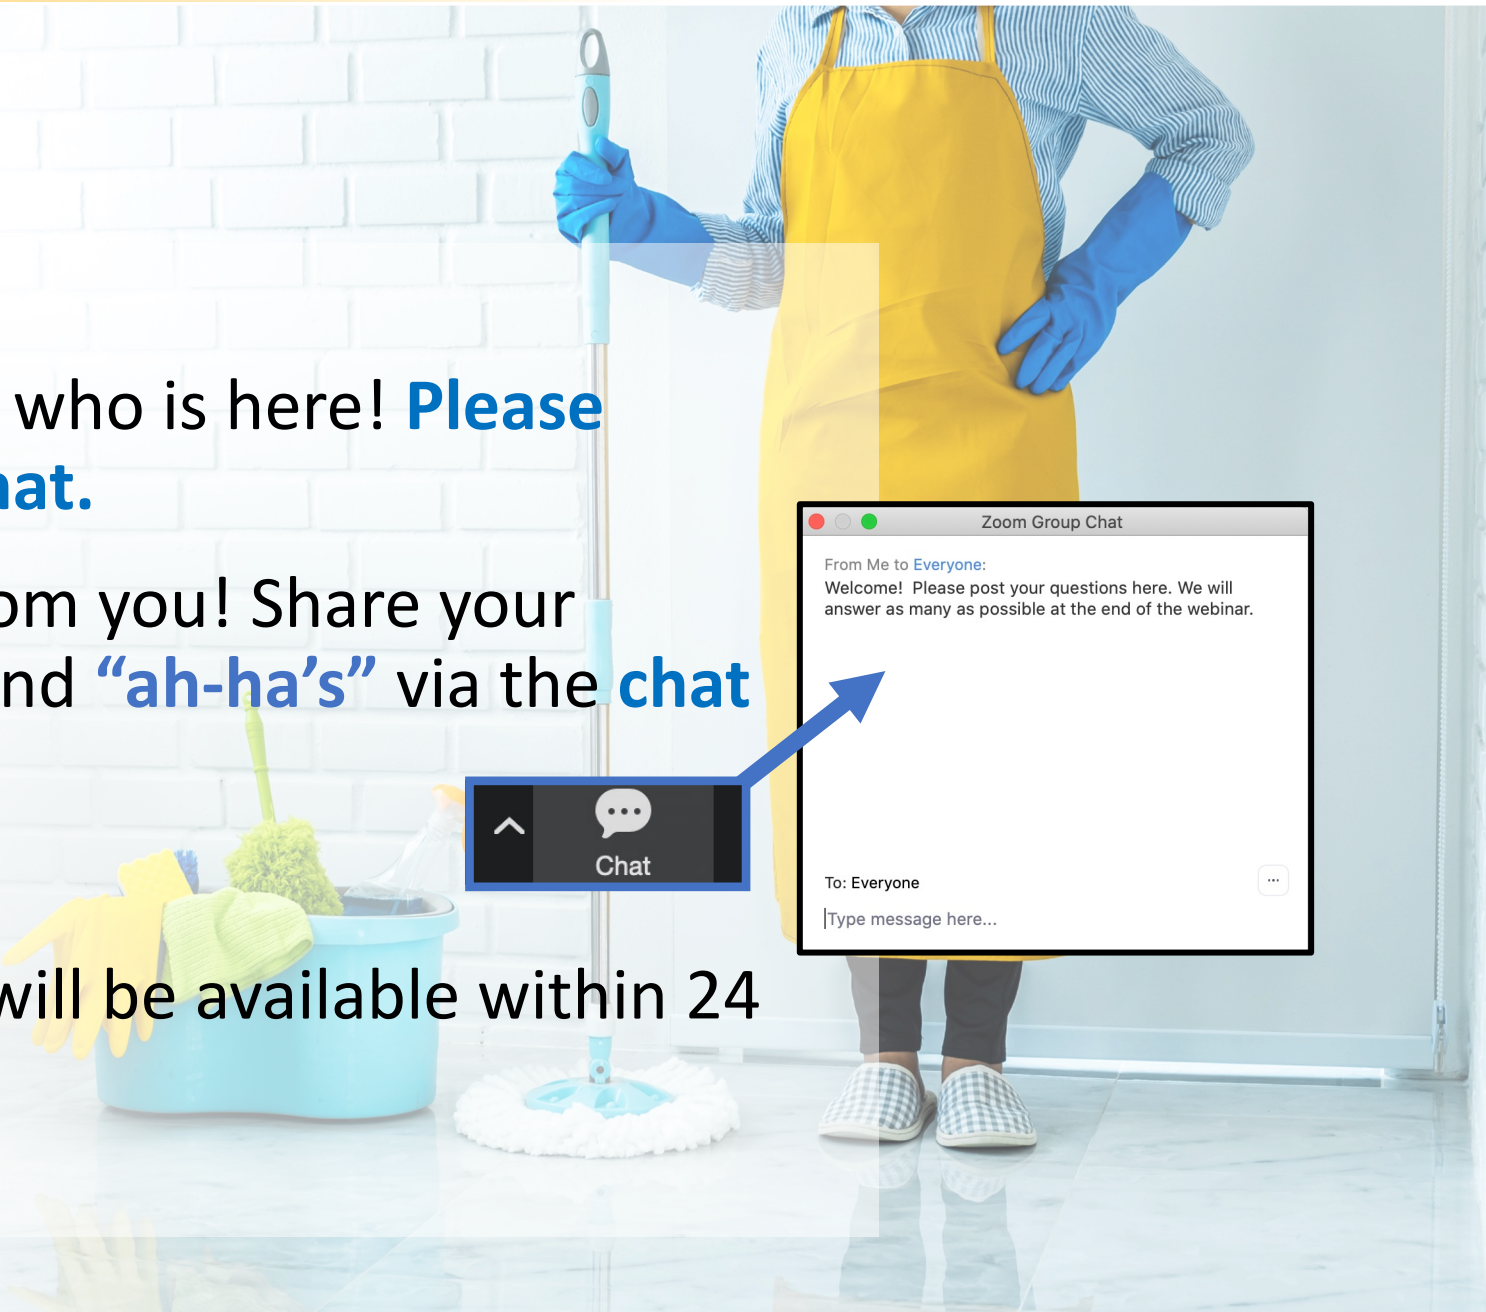 who is here! Please
hat.
om you! Share your
nd “ah-ha’s” via the chat
Chat
will be available within 24
Zoom Group Chat
From Me to Everyone:
Welcome!  Please post your questions here. We will
answer as many as possible at the end of the webinar.
To: Everyone
Type message here...